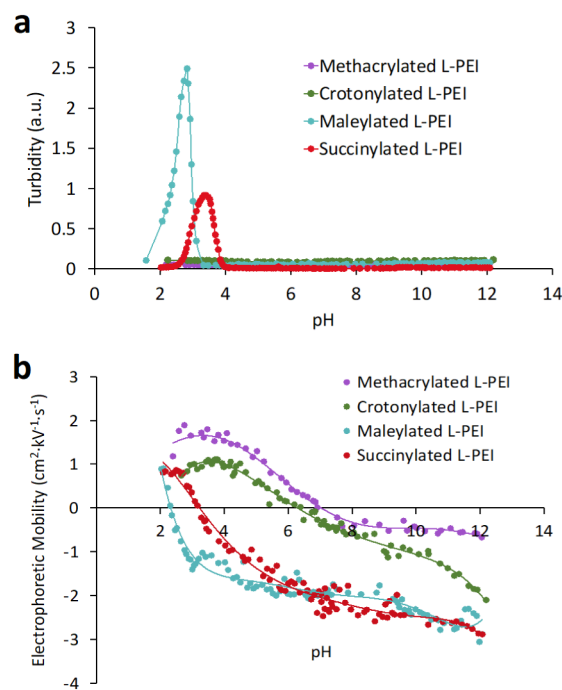 a
3
2.5
2
1.5
1
0.5
0
Turbidity (a.u.)
Methacrylated L-PEI
Crotonylated L-PEI
Maleylated L-PEI
Succinylated L-PEI
0 2 4 6 8 10 12 14
pH
b
3
2
1
0
-1
-2
-3
-4
Electrophoretic Mobility (cm²·kV⁻¹·s⁻¹)
Methacrylated L-PEI
Crotonylated L-PEI
Maleylated L-PEI
Succinylated L-PEI
2 4 6 8 10 12 14
pH